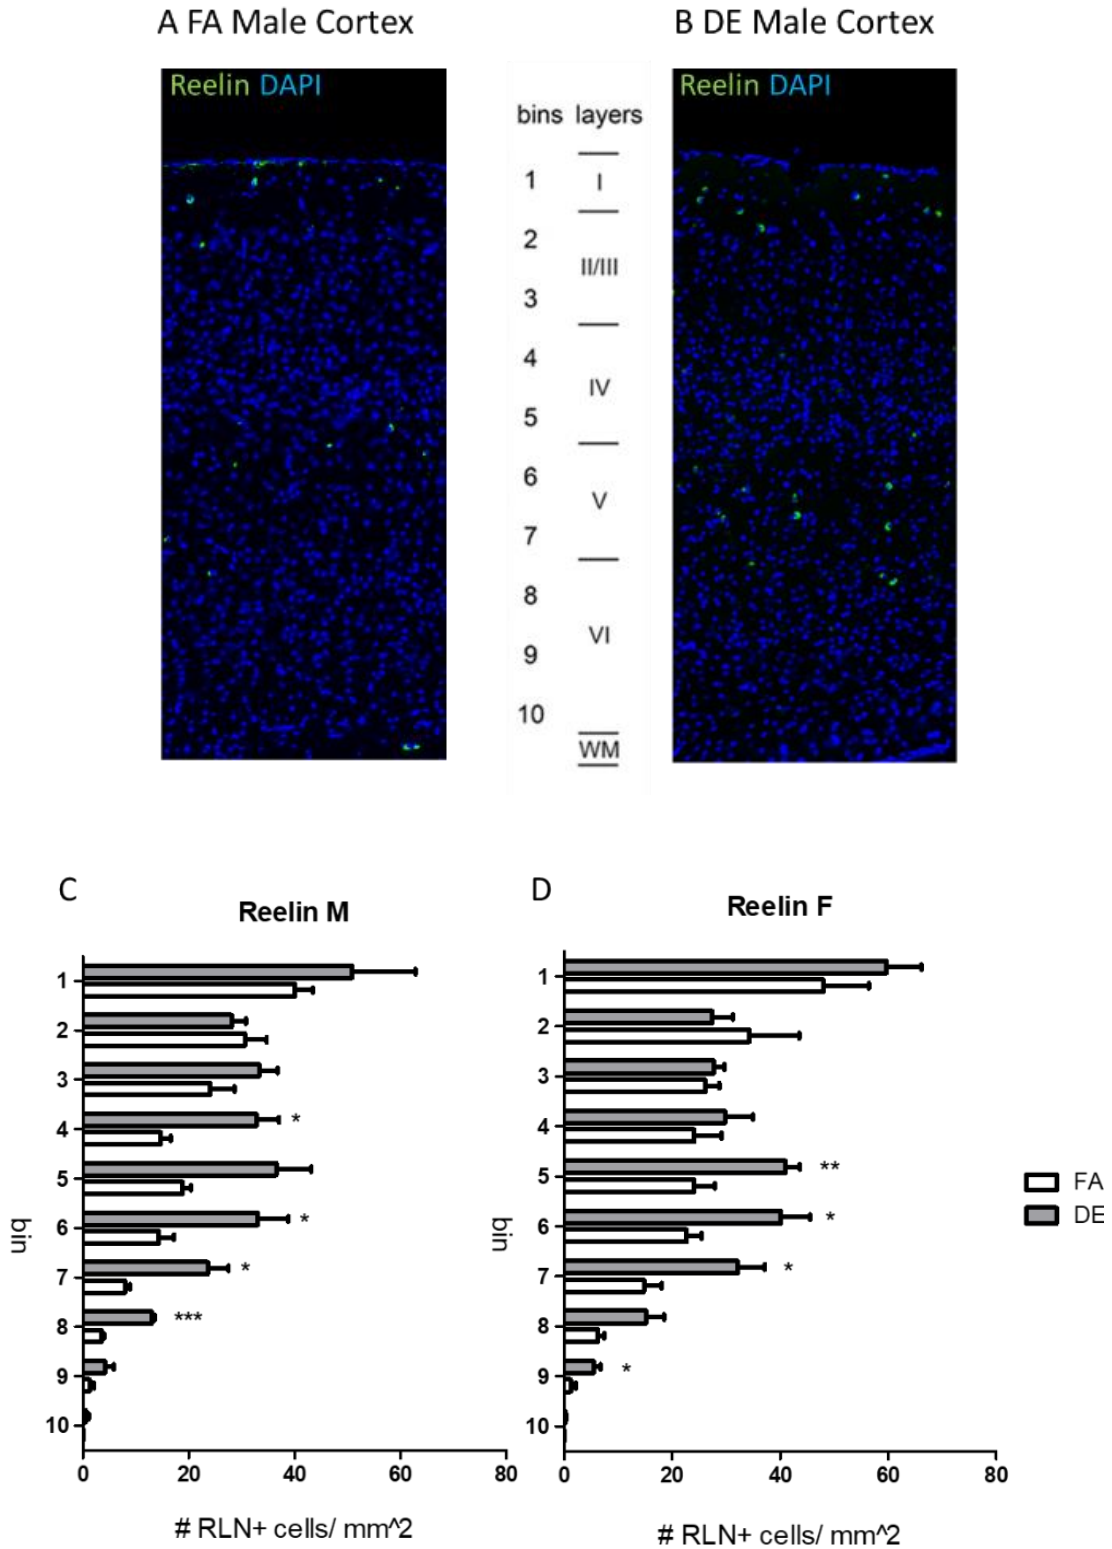 A FA Male Cortex
B DE Male Cortex
Reelin DAPI
Reelin DAPI
bins layers
1 I
2
II/III
3
4
IV
5
6
V
7
8
VI
9
10
WM
C
Reelin M
1
2
3
4 *
5
6 *
7 *
8 ***
9
10
bin
0 20 40 60 80
# RLN+ cells/ mm^2
D
Reelin F
1
2
3
4
5 **
6 *
7 *
8
9 *
10
bin
0 20 40 60 80
# RLN+ cells/ mm^2
FA
DE